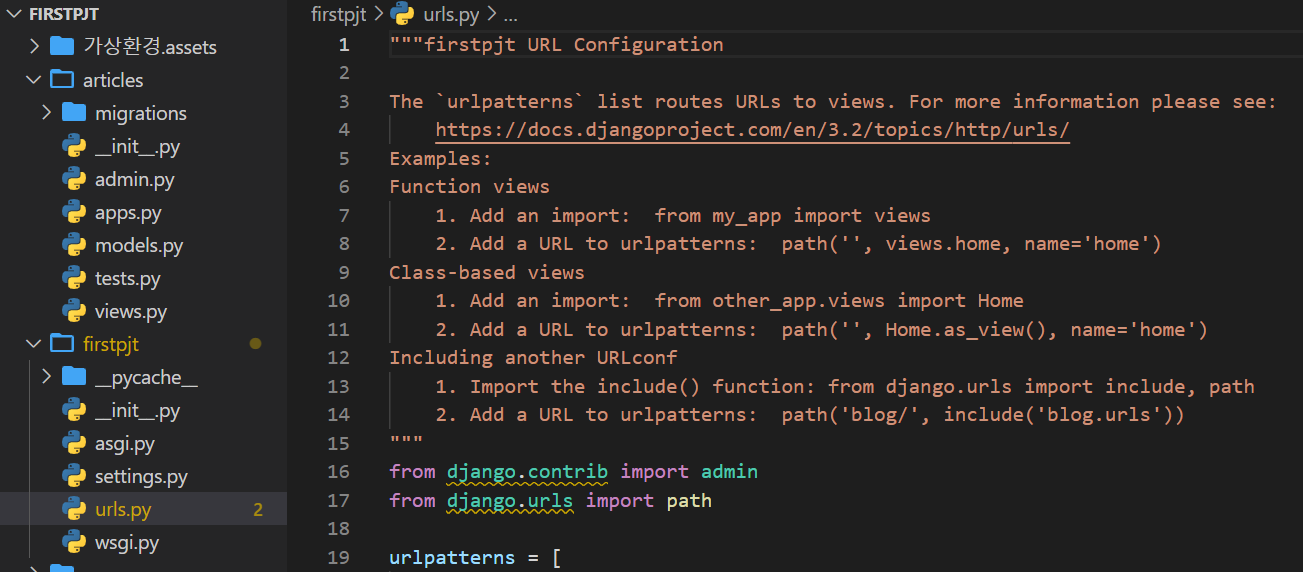 FIRSTPJT
가상환경.assets
articles
migrations
__init__.py
admin.py
apps.py
models.py
tests.py
views.py
firstpjt
__pycache__
__init__.py
asgi.py
settings.py
urls.py 2
wsgi.py
firstpjt > urls.py > ...
1 """firstpjt URL Configuration
2
3 The `urlpatterns` list routes URLs to views. For more information please see:
4     https://docs.djangoproject.com/en/3.2/topics/http/urls/
5 Examples:
6 Function views
7     1. Add an import:  from my_app import views
8     2. Add a URL to urlpatterns:  path('', views.home, name='home')
9 Class-based views
10     1. Add an import:  from other_app.views import Home
11     2. Add a URL to urlpatterns:  path('', Home.as_view(), name='home')
12 Including another URLconf
13     1. Import the include() function: from django.urls import include, path
14     2. Add a URL to urlpatterns:  path('blog/', include('blog.urls'))
15 """
16 from django.contrib import admin
17 from django.urls import path
18
19 urlpatterns = [